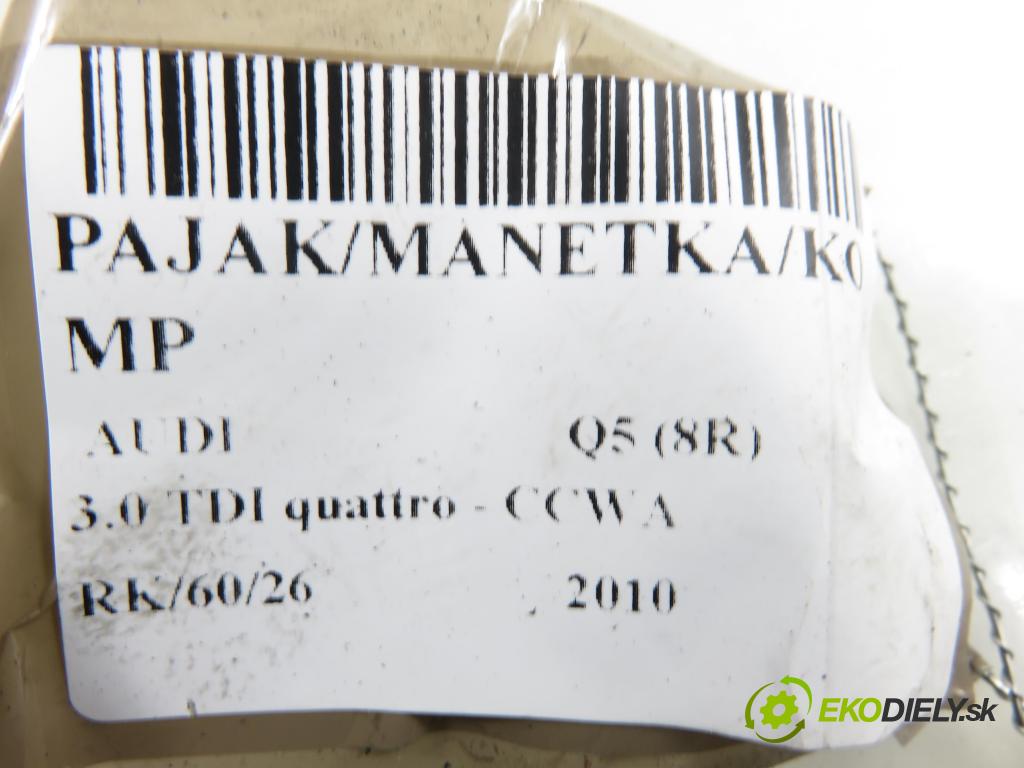 PAJAK/MANETKA/KO
MP
AUDI Q5 (8R)
3.0 TDI quattro - CCWA
RK/60/26 2010
EKODIELY.sk